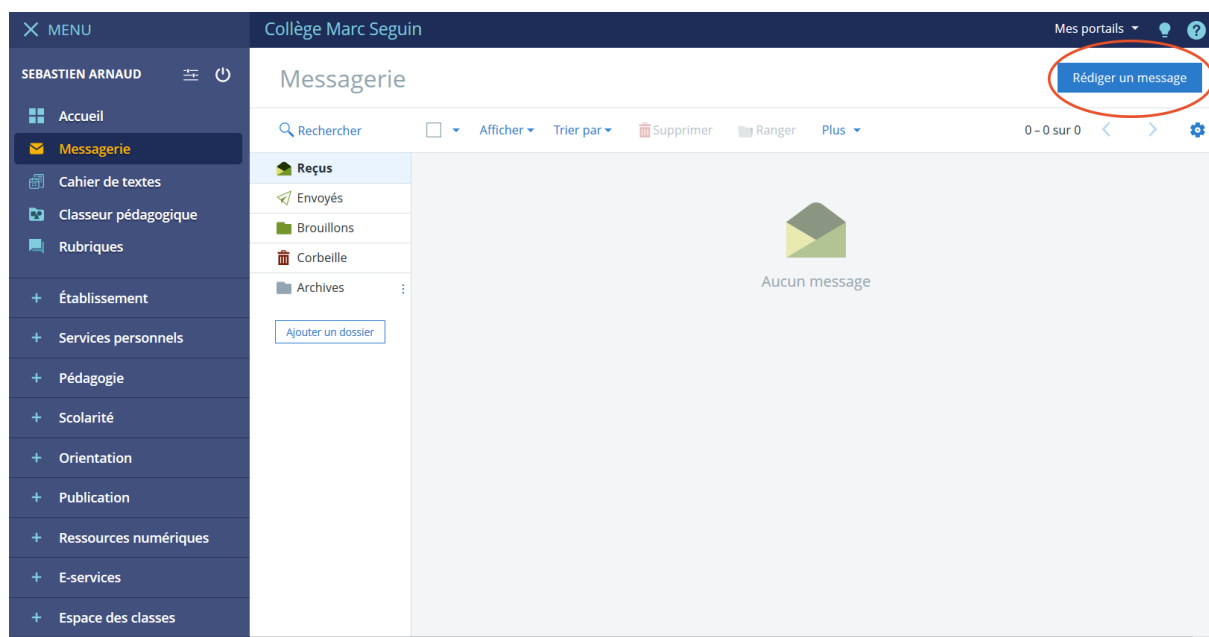 MENU
Collège Marc Seguin
Mes portails
SEBASTIEN ARNAUD
Messagerie
Rédiger un message
Accueil
Messagerie
Cahier de textes
Classeur pédagogique
Rubriques
Établissement
Services personnels
Pédagogie
Scolarité
Orientation
Publication
Ressources numériques
E-services
Espace des classes
Rechercher
Afficher
Trier par
Supprimer
Ranger
Plus
0 – 0 sur 0
Reçus
Envoyés
Brouillons
Corbeille
Archives
Ajouter un dossier
Aucun message